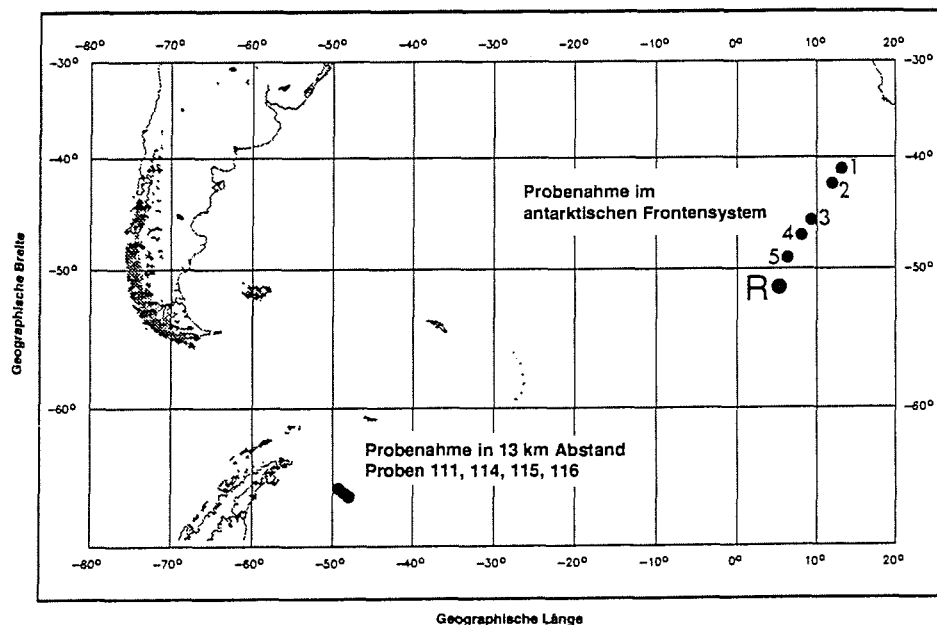 -80° -70° -60° -50° -40° -30° -20° -10° 0° 10° 20°
-30° -30°
-40° -40°
1
2
Probenahme im
antarktischen Frontensystem
3
4
5
-50° -50°
R
Geographische Breite
-60° -60°
Probenahme in 13 km Abstand
Proben 111, 114, 115, 116
-80° -70° -60° -50° -40° -30° -20° -10° 0° 10° 20°
Geographische Länge